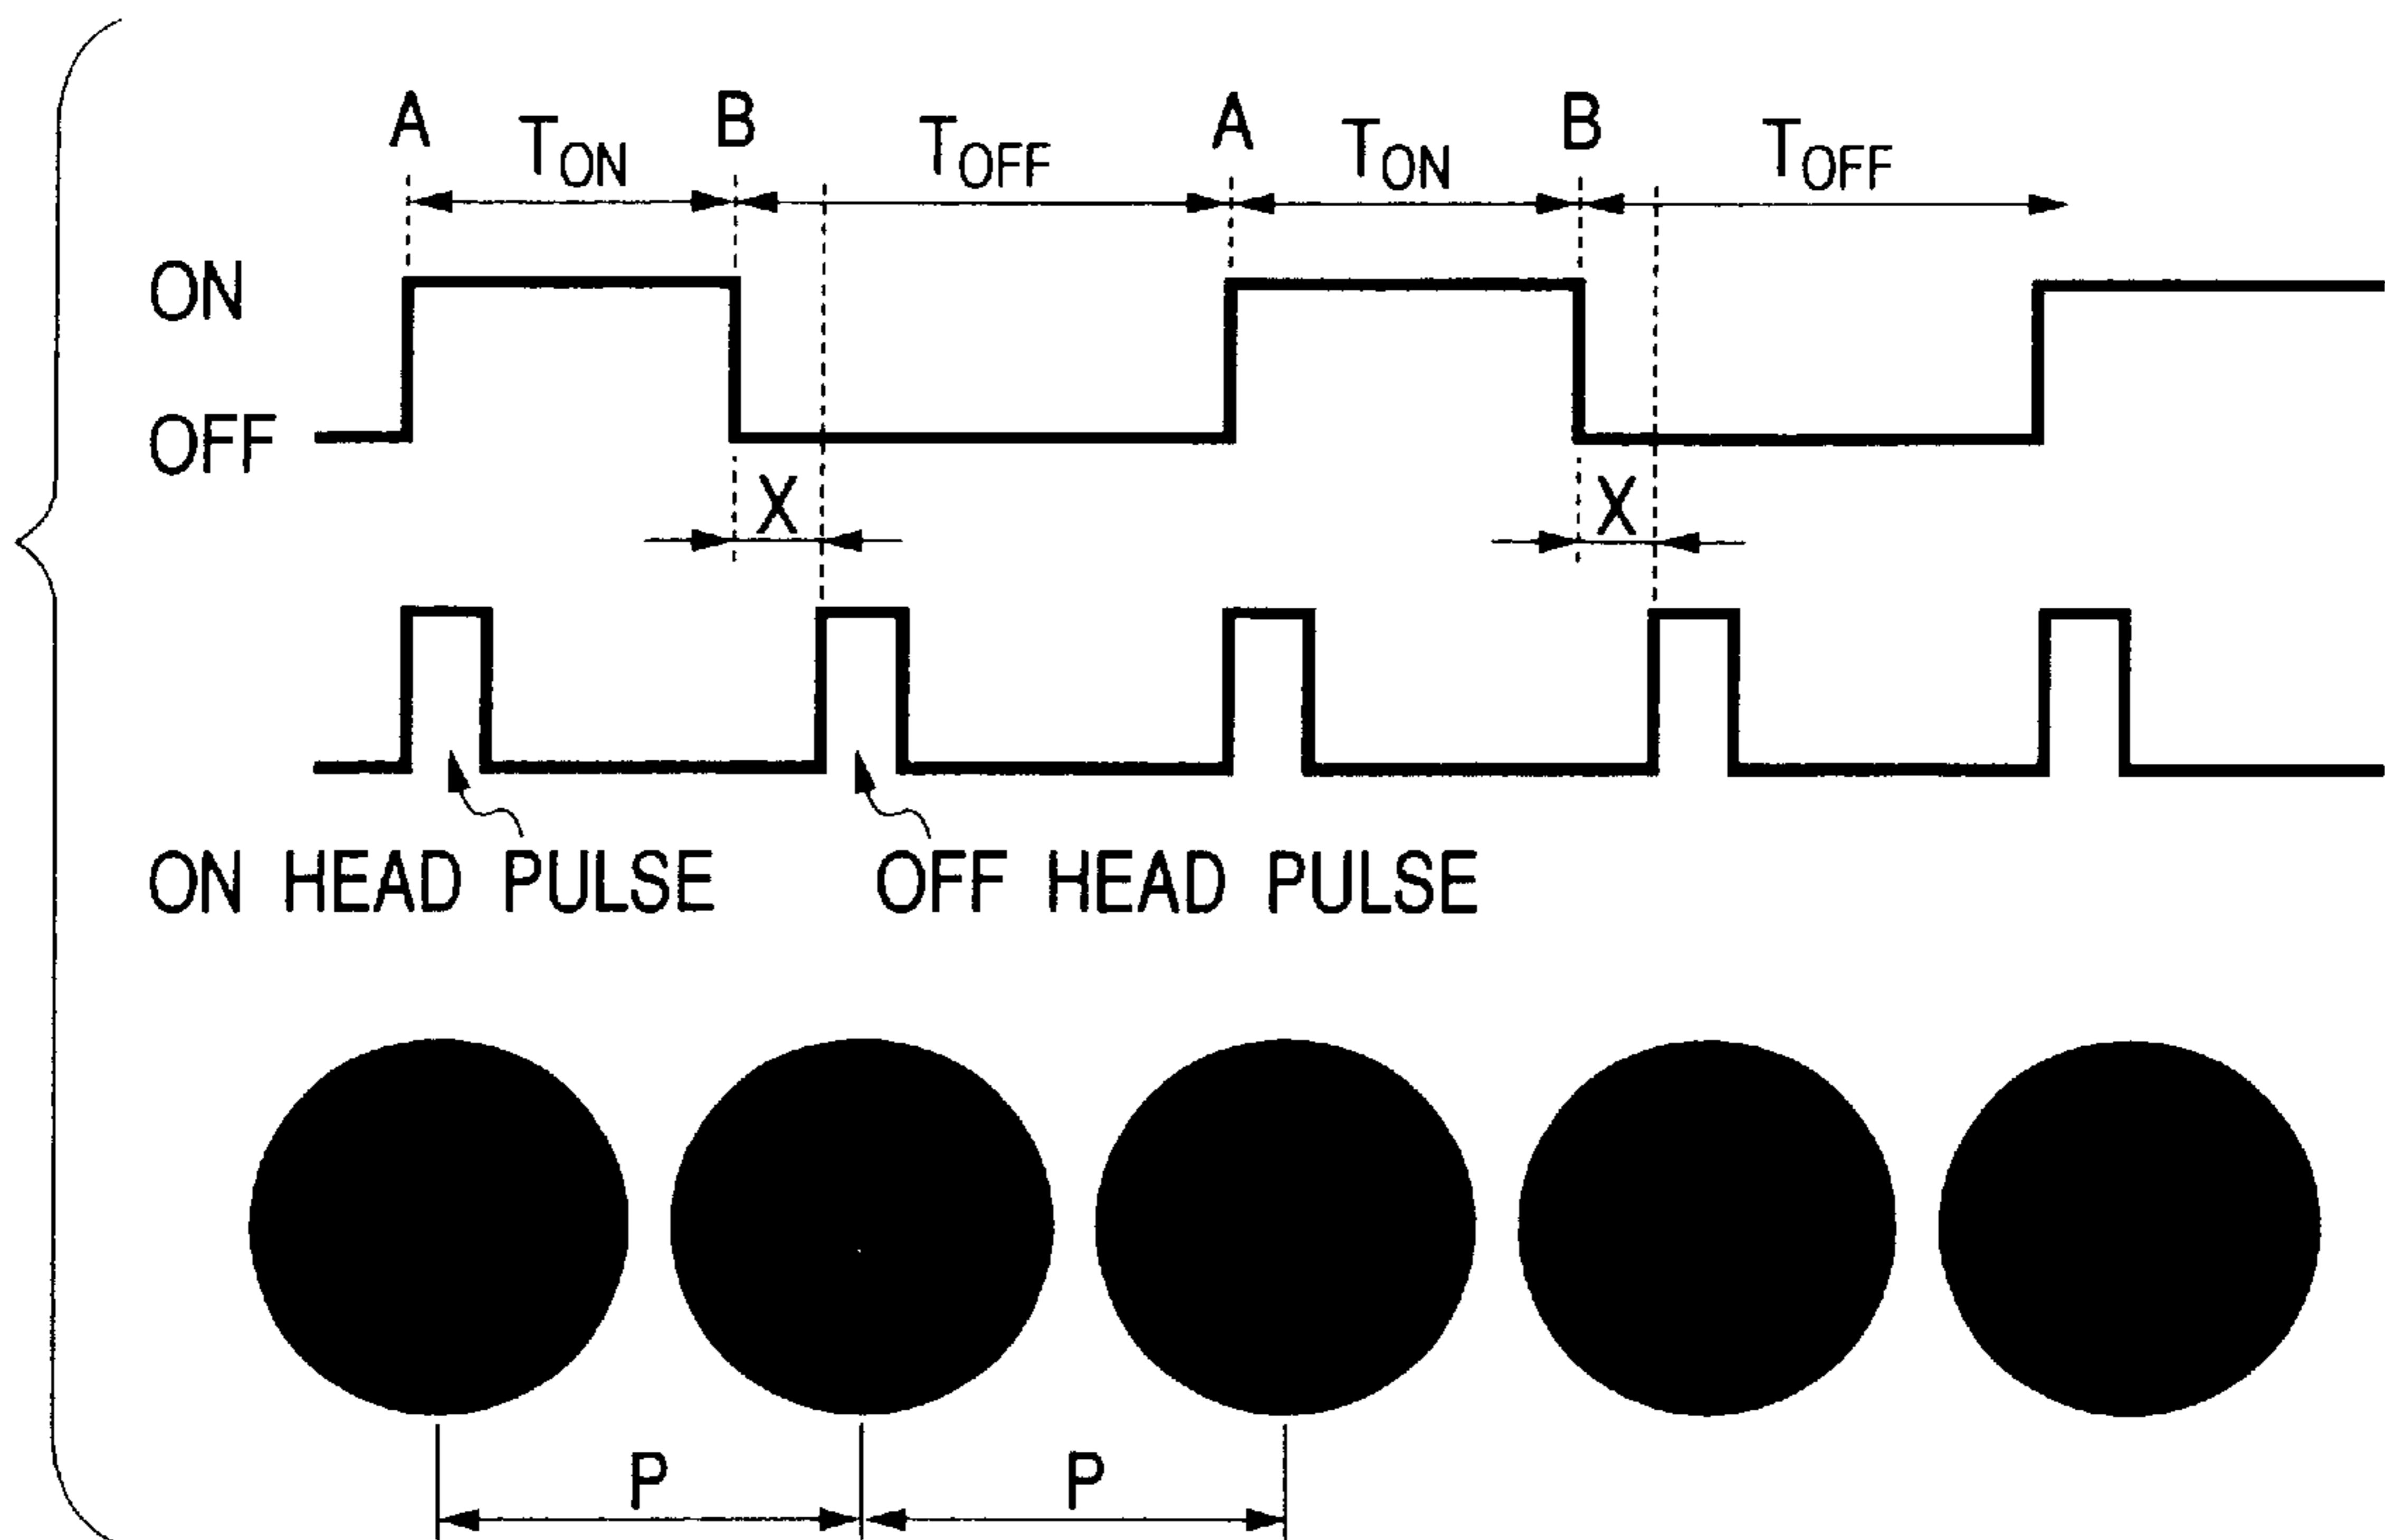 A T_ON B T_OFF A T_ON B T_OFF
ON
OFF
X X
ON HEAD PULSE OFF HEAD PULSE
P P